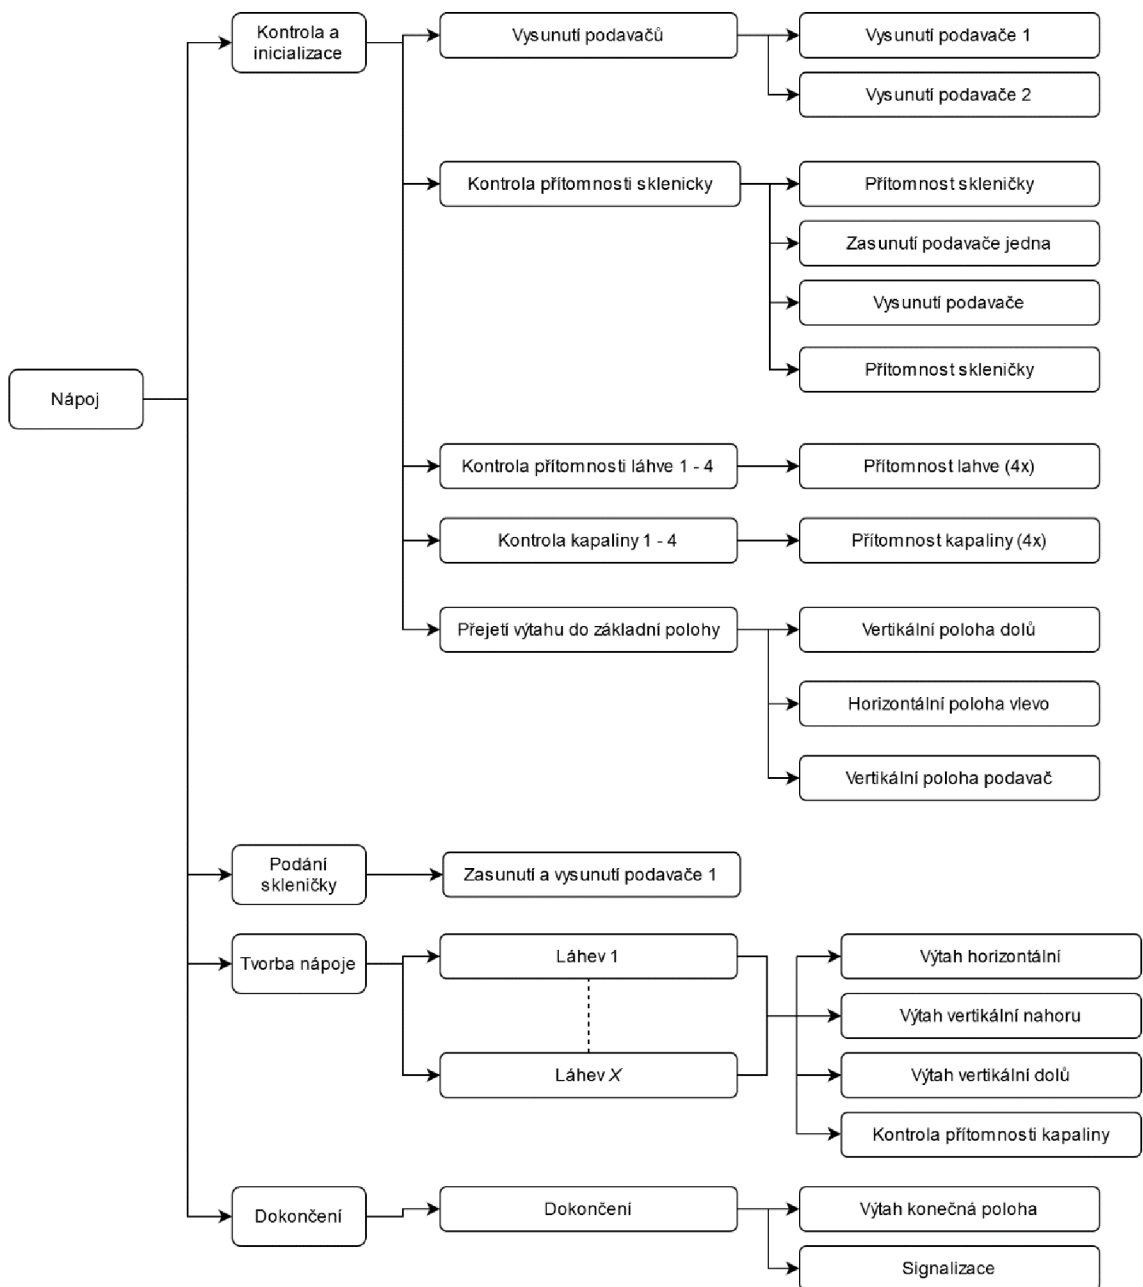 Kontrola a
inicializace
Vysunutí podavačů
Vysunutí podavače 1
Vysunutí podavače 2
Kontrola přítomnosti sklenicky
Přítomnost skleničky
Zasunutí podavače jedna
Vysunutí podavače
Přítomnost skleničky
Nápoj
Kontrola přítomnosti láhve 1 - 4
Přítomnost lahve (4x)
Kontrola kapaliny 1 - 4
Přítomnost kapaliny (4x)
Přejetí výtahu do základní polohy
Vertikální poloha dolů
Horizontální poloha vlevo
Vertikální poloha podavač
Podání
skleničky
Zasunutí a vysunutí podavače 1
Tvorba nápoje
Láhev 1
Láhev X
Výtah horizontální
Výtah vertikální nahoru
Výtah vertikální dolů
Kontrola přítomnosti kapaliny
Dokončení
Dokončení
Výtah konečná poloha
Signalizace